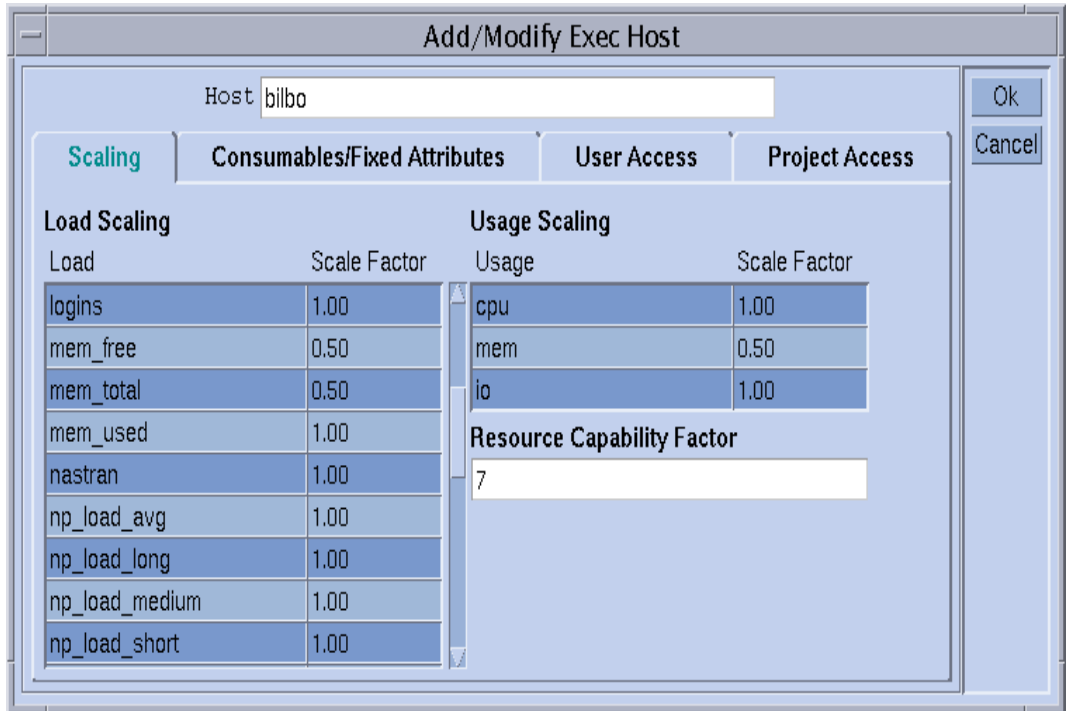 Add/Modify Exec Host
Host bilbo
Ok
Cancel
Scaling Consumables/Fixed Attributes User Access Project Access
Load Scaling
Load Scale Factor
logins 1.00
mem_free 0.50
mem_total 0.50
mem_used 1.00
nastran 1.00
np_load_avg 1.00
np_load_long 1.00
np_load_medium 1.00
np_load_short 1.00
Usage Scaling
Usage Scale Factor
cpu 1.00
mem 0.50
io 1.00
Resource Capability Factor
7